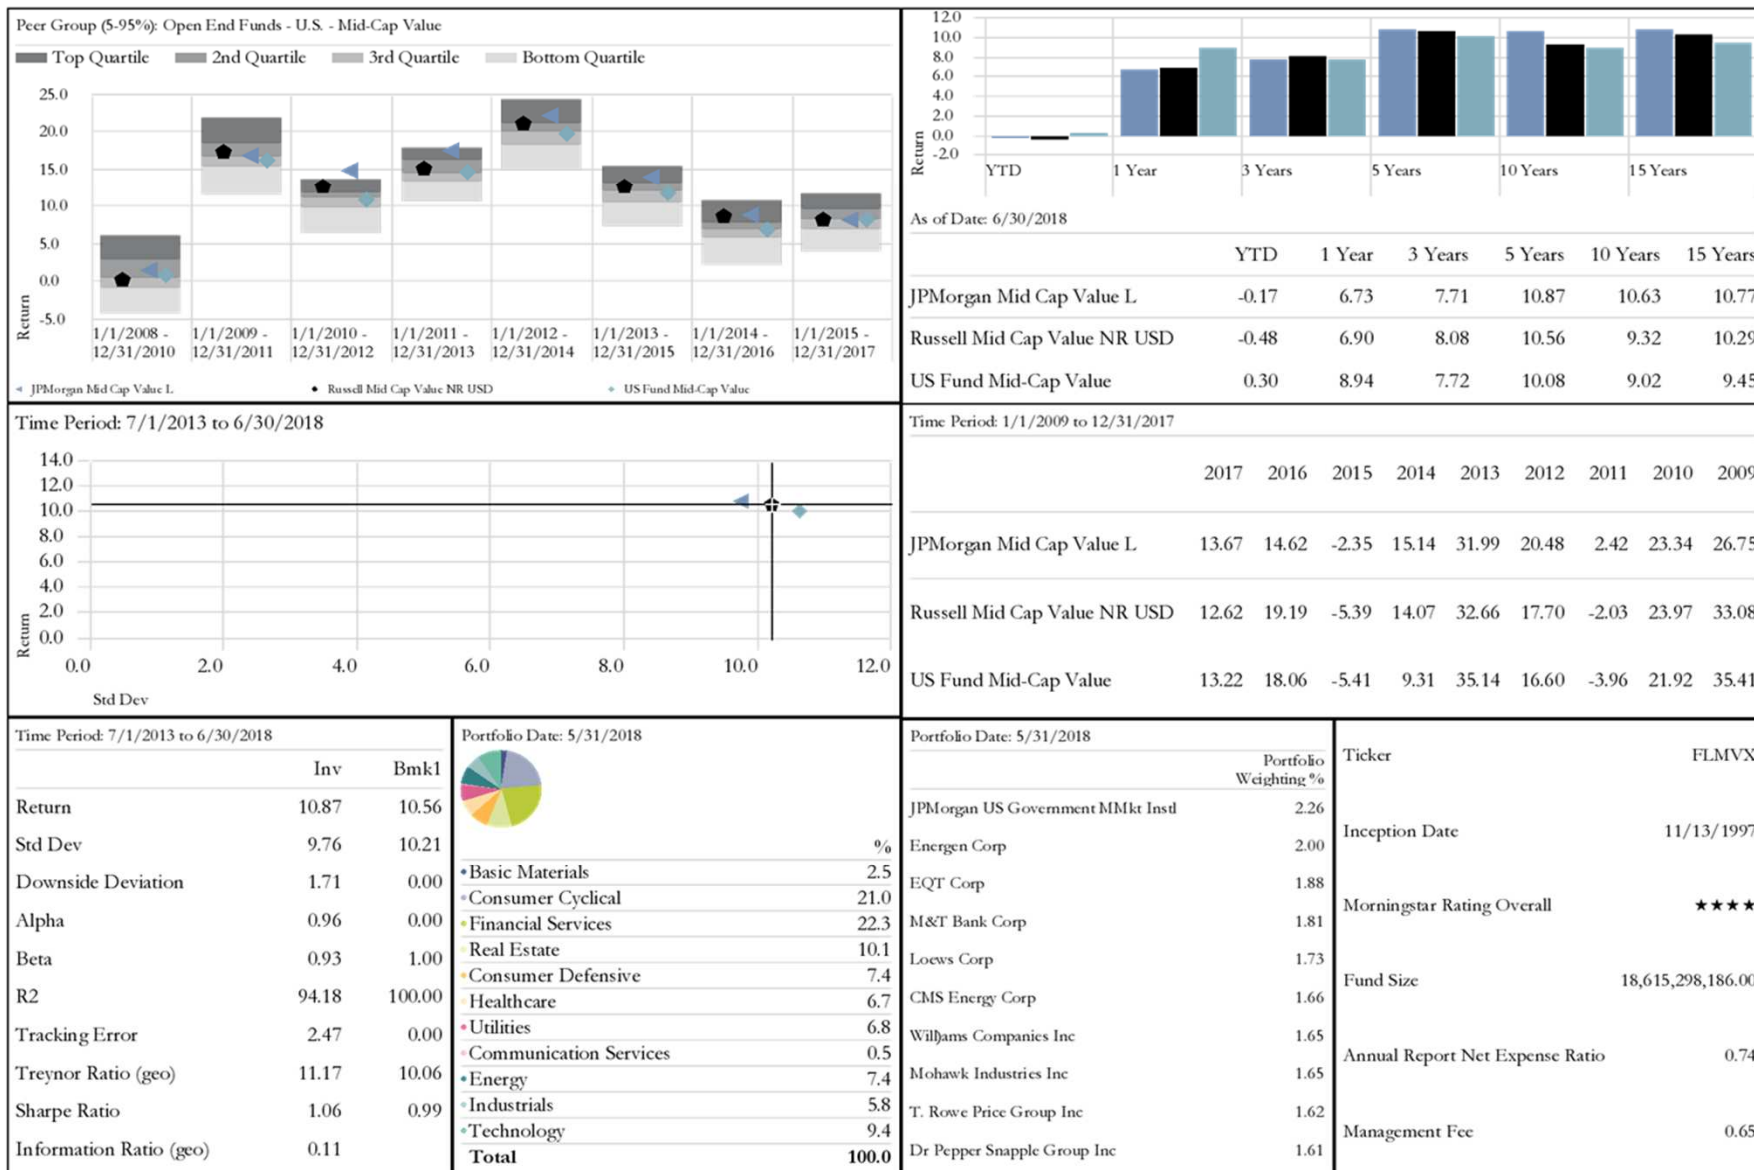 Peer Group (5-95%): Open End Funds - U.S. - Mid-Cap Value
Top Quartile 2nd Quartile 3rd Quartile Bottom Quartile
25.0
20.0
15.0
10.0
5.0
0.0
-5.0
Return
1/1/2008 - 1/1/2009 - 1/1/2010 - 1/1/2011 - 1/1/2012 - 1/1/2013 - 1/1/2014 - 1/1/2015 -
12/31/2010 12/31/2011 12/31/2012 12/31/2013 12/31/2014 12/31/2015 12/31/2016 12/31/2017
JPMorgan Mid Cap Value L Russell Mid Cap Value NR USD US Fund Mid-Cap Value
12.0
10.0
8.0
6.0
4.0
2.0
0.0
-2.0
Return
YTD 1 Year 3 Years 5 Years 10 Years 15 Years
As of Date: 6/30/2018
YTD 1 Year 3 Years 5 Years 10 Years 15 Years
JPMorgan Mid Cap Value L -0.17 6.73 7.71 10.87 10.63 10.77
Russell Mid Cap Value NR USD -0.48 6.90 8.08 10.56 9.32 10.29
US Fund Mid-Cap Value 0.30 8.94 7.72 10.08 9.02 9.45
Time Period: 7/1/2013 to 6/30/2018
14.0
12.0
10.0
8.0
6.0
4.0
2.0
0.0
Return
0.0 2.0 4.0 6.0 8.0 10.0 12.0
Std Dev
Time Period: 1/1/2009 to 12/31/2017
2017 2016 2015 2014 2013 2012 2011 2010 2009
JPMorgan Mid Cap Value L 13.67 14.62 -2.35 15.14 31.99 20.48 2.42 23.34 26.75
Russell Mid Cap Value NR USD 12.62 19.19 -5.39 14.07 32.66 17.70 -2.03 23.97 33.08
US Fund Mid-Cap Value 13.22 18.06 -5.41 9.31 35.14 16.60 -3.96 21.92 35.41
Time Period: 7/1/2013 to 6/30/2018
Inv Bmk1
Return 10.87 10.56
Std Dev 9.76 10.21
Downside Deviation 1.71 0.00
Alpha 0.96 0.00
Beta 0.93 1.00
R2 94.18 100.00
Tracking Error 2.47 0.00
Treynor Ratio (geo) 11.17 10.06
Sharpe Ratio 1.06 0.99
Information Ratio (geo) 0.11
Portfolio Date: 5/31/2018
%
Basic Materials 2.5
Consumer Cyclical 21.0
Financial Services 22.3
Real Estate 10.1
Consumer Defensive 7.4
Healthcare 6.7
Utilities 6.8
Communication Services 0.5
Energy 7.4
Industrials 5.8
Technology 9.4
Total 100.0
Portfolio Date: 5/31/2018
Portfolio
Weighting %
JPMorgan US Government MMkt Instl 2.26
Energen Corp 2.00
EQT Corp 1.88
M&T Bank Corp 1.81
Loews Corp 1.73
CMS Energy Corp 1.66
Williams Companies Inc 1.65
Mohawk Industries Inc 1.65
T. Rowe Price Group Inc 1.62
Dr Pepper Snapple Group Inc 1.61
Ticker FLMVX
Inception Date 11/13/1997
Morningstar Rating Overall ★★★★
Fund Size 18,615,298,186.00
Annual Report Net Expense Ratio 0.74
Management Fee 0.65